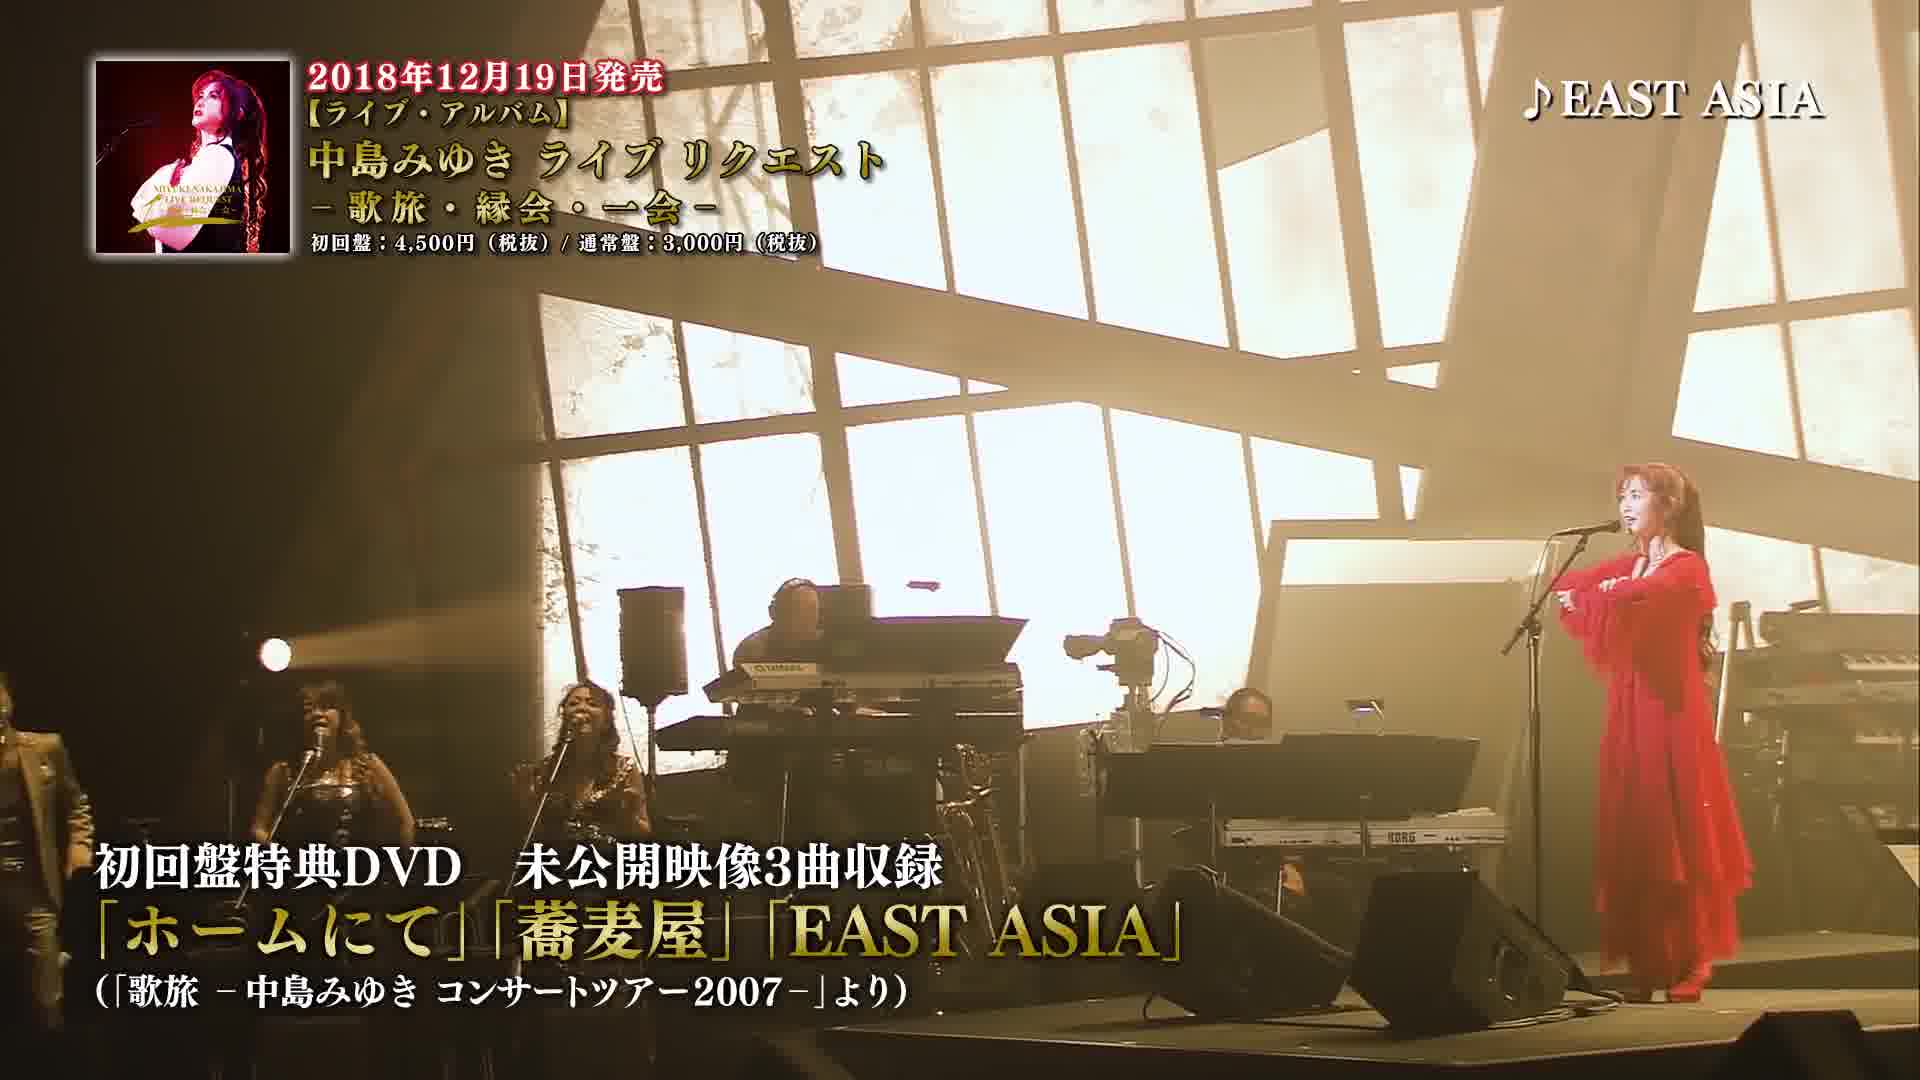 2018年12月19日発売
【ライブ・アルバム】
中島みゆき ライブ リクエスト
－歌旅・縁会・一会－
初回盤：4,500円（税抜）/ 通常盤：3,000円（税抜）
♪EAST ASIA
MIYUKI NAKAJIMA
LIVE REQUEST
YAMAHA
KORG
初回盤特典DVD　未公開映像3曲収録
「ホームにて」「蕎麦屋」「EAST ASIA」
（「歌旅 －中島みゆき コンサートツアー2007－」より）